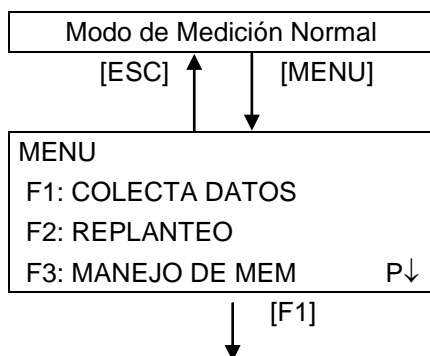 Modo de Medición Normal
[ESC] [MENU]
MENU
F1: COLECTA DATOS
F2: REPLANTEO
F3: MANEJO DE MEM P↓
[F1]